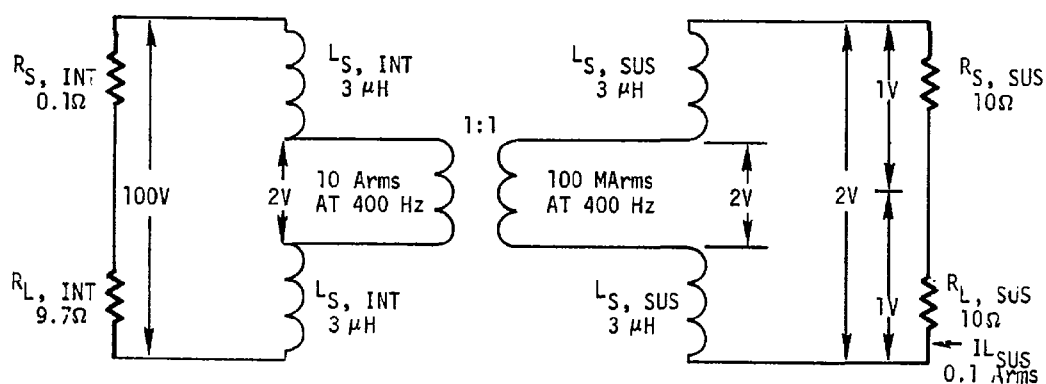 R_S, INT
0.1Ω
L_S, INT
3 μH
L_S, SUS
3 μH
R_S, SUS
10Ω
1V
1:1
100V
2V
10 Arms
AT 400 Hz
100 MArms
AT 400 Hz
2V
2V
R_L, INT
9.7Ω
L_S, INT
3 μH
L_S, SUS
3 μH
1V
R_L, SUS
10Ω
IL_SUS
0.1 Arms